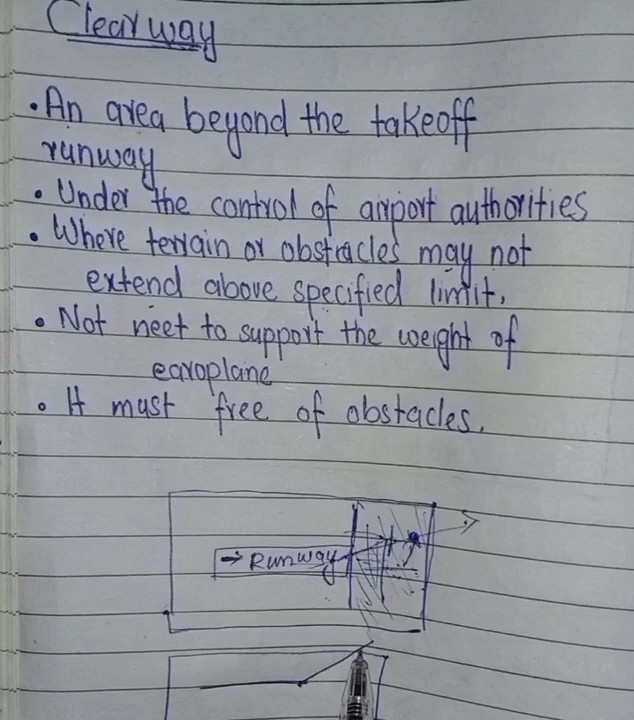 Clearway
• An area beyond the takeoff
runway
• Under the control of airport authorities
• Where terrain or obstacles may not
extend above specified limit.
• Not neet to support the weight of
earoplane
• It must free of obstacles.
→ Runway